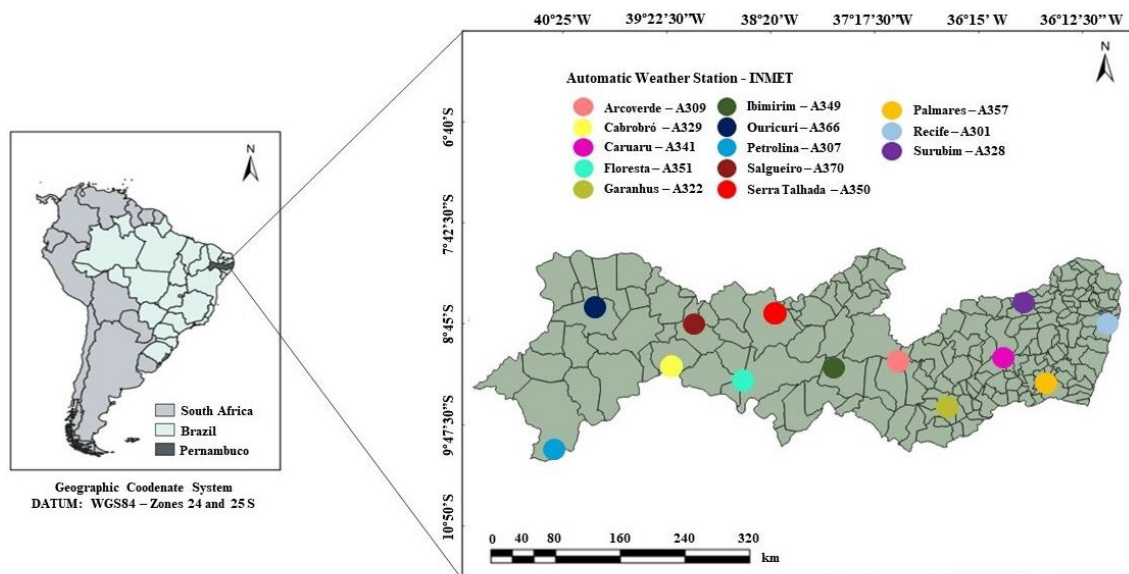 40°25"W 39°22'30"W 38°20"W 37°17'30"W 36°15"W 36°12'30"W
N
Automatic Weather Station - INMET
Arcoverde – A309
Cabrobró – A329
Caruaru – A341
Floresta – A351
Garanhus – A322
Ibimirim – A349
Ouricuri – A366
Petrolina – A307
Salgueiro – A370
Serra Talhada – A350
Palmares – A357
Recife – A301
Surubim – A328
6°40"S
7°42'30"S
8°45"S
9°47'30"S
10°50"S
0 40 80 160 240 320
km
N
South Africa
Brazil
Pernambuco
Geographic Coodenate System
DATUM: WGS84 – Zones 24 and 25 S